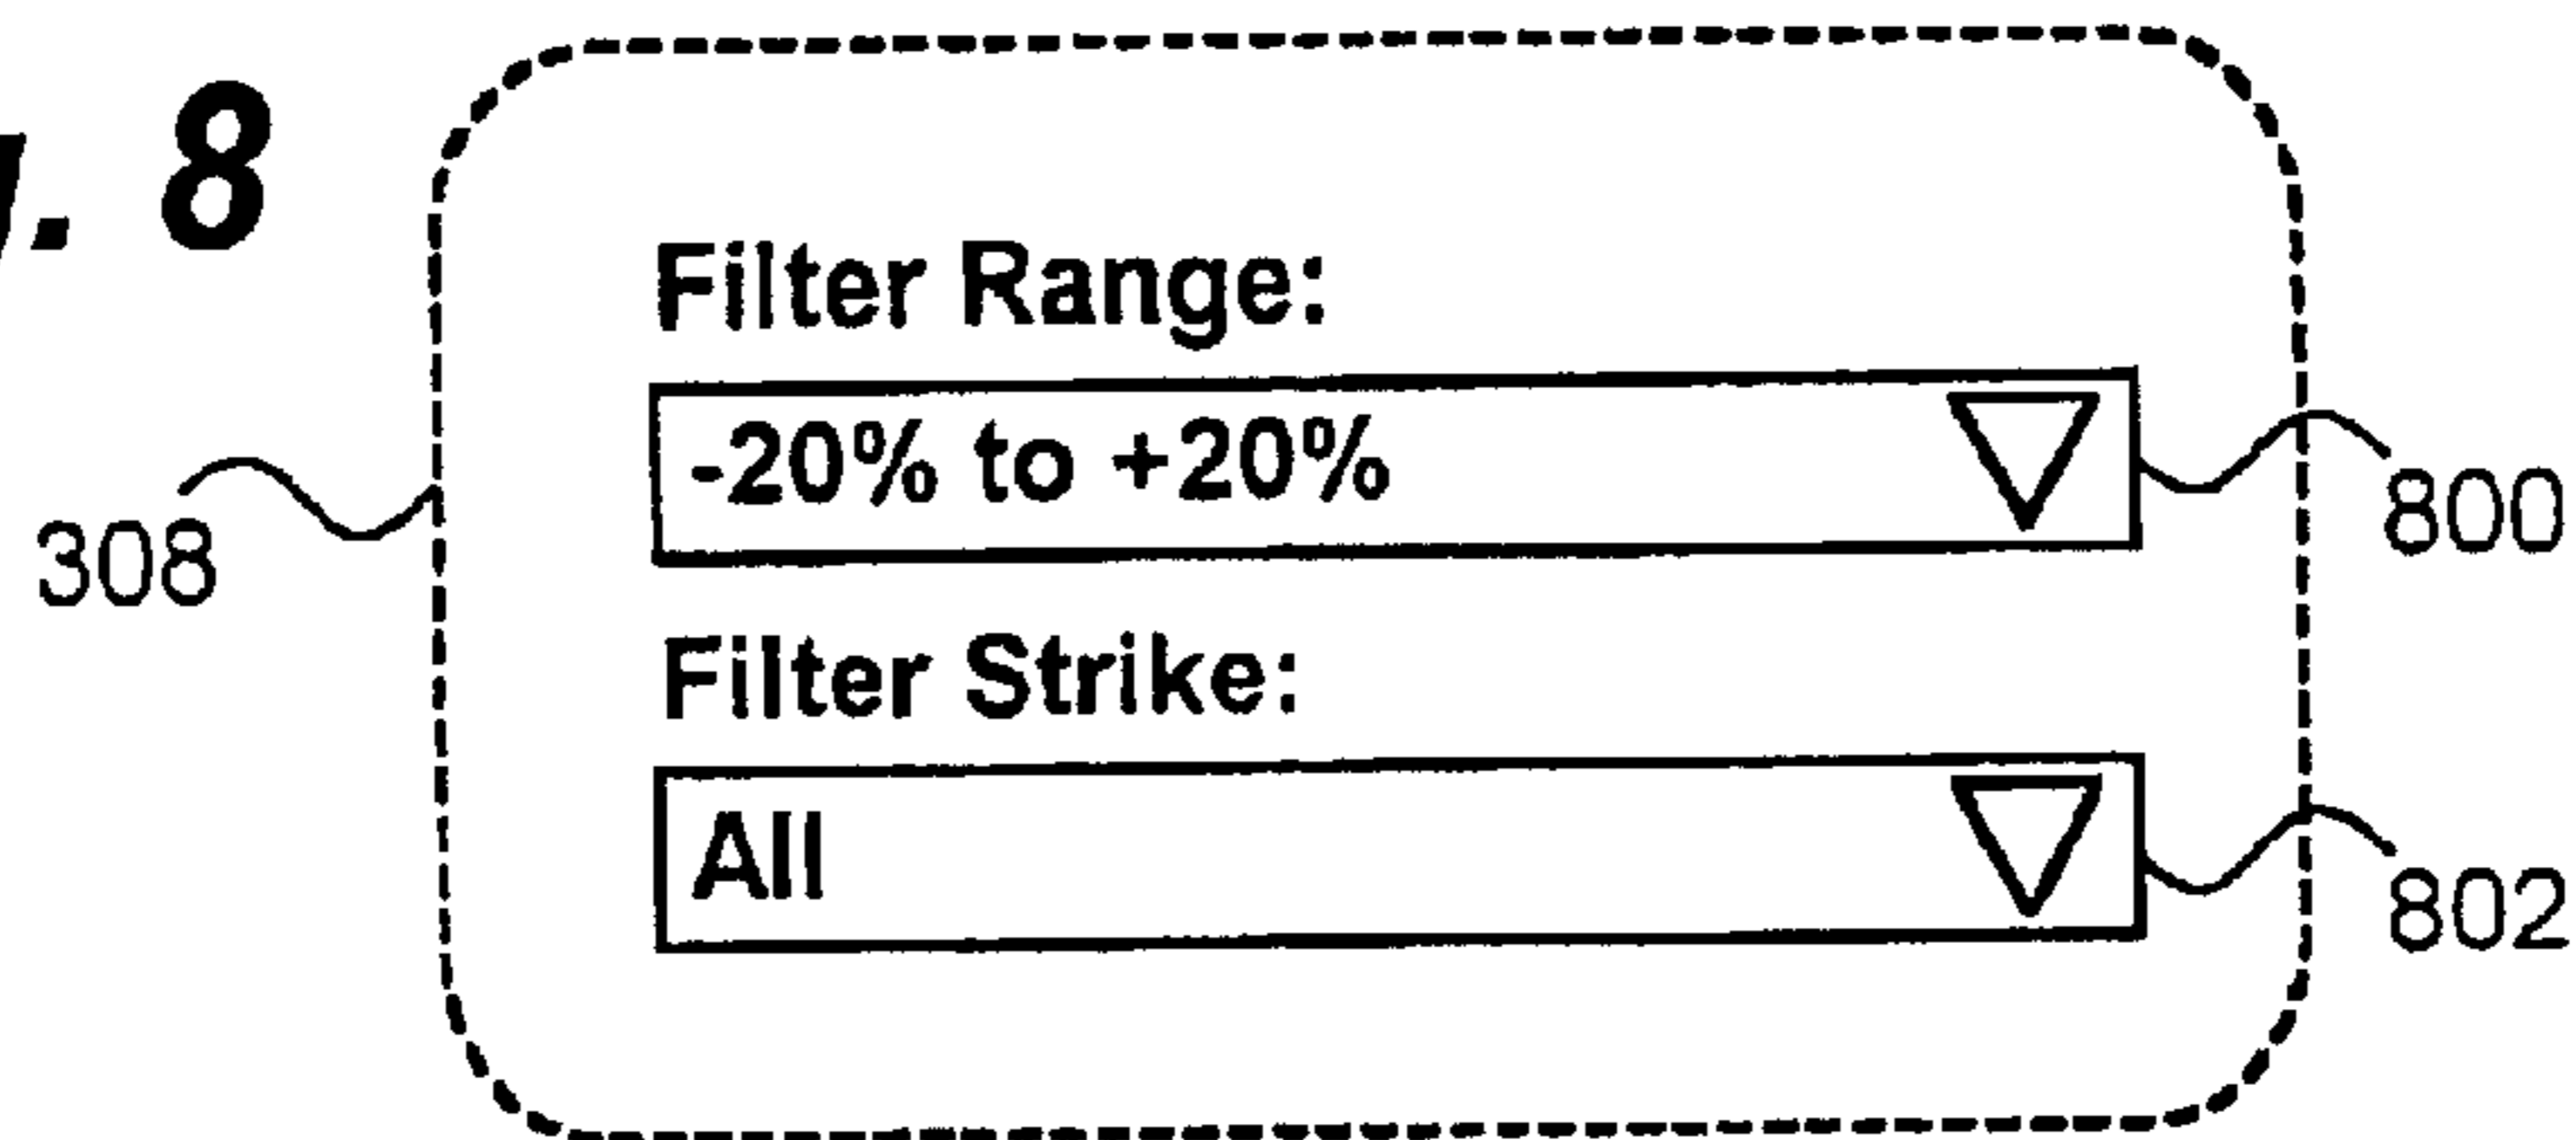 . 8
Filter Range:
-20% to +20%
800
308
Filter Strike:
All
802